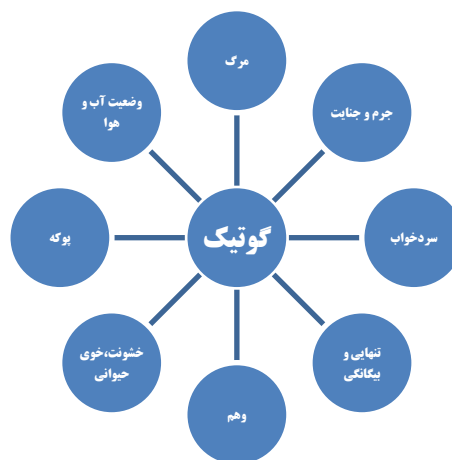 مرگ
جرم و جنایت
سردخواب
تنهایی و
بیگانگی
وهم
خشونت،خوی
حیوانی
پوکه
وضعیت آب و
هوا
گوتیک